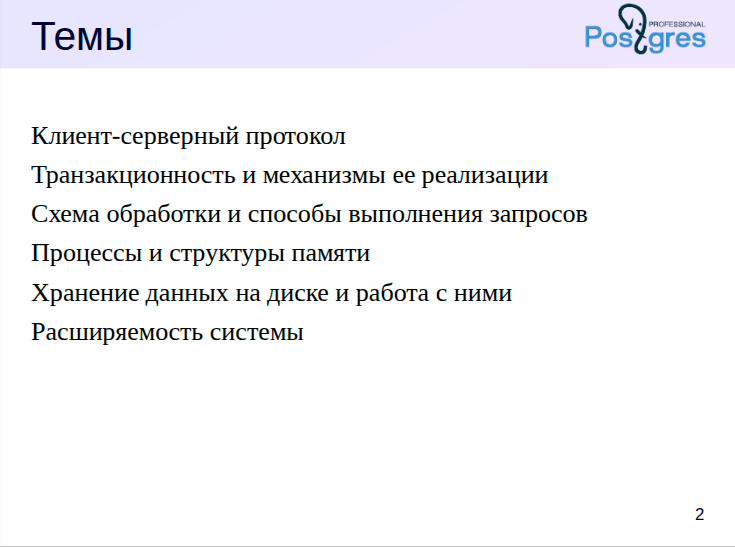 Темы
PROFESSIONAL
Postgres
Клиент-серверный протокол
Транзакционность и механизмы ее реализации
Схема обработки и способы выполнения запросов
Процессы и структуры памяти
Хранение данных на диске и работа с ними
Расширяемость системы
2